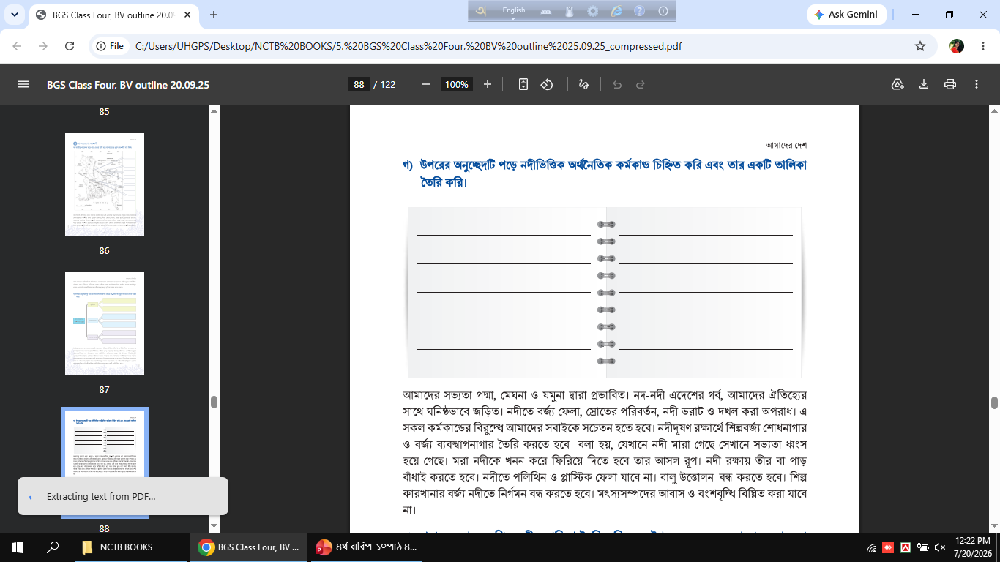 BGS Class Four, BV outline 20.09
English
Ask Gemini
File
C:/Users/UHGPS/Desktop/NCTB%20BOOKS/5.%20BGS%20Class%20Four,%20BV%20outline%2025.09.25_compressed.pdf
BGS Class Four, BV outline 20.09.25
88 / 122
100%
85
86
87
88
Extracting text from PDF...
আমাদের দেশ
গ) উপরের অনুচ্ছেদটি পড়ে নদীভিত্তিক অর্থনৈতিক কর্মকান্ড চিহ্নিত করি এবং তার একটি তালিকা
তৈরি করি।
আমাদের সভ্যতা পদ্মা, মেঘনা ও যমুনা দ্বারা প্রভাবিত। নদ-নদী এদেশের গর্ব, আমাদের ঐতিহ্যের
সাথে ঘনিষ্ঠভাবে জড়িত। নদীতে বর্জ্য ফেলা, স্রোতের পরিবর্তন, নদী ভরাট ও দখল করা অপরাধ। এ
সকল কর্মকান্ডের বিরুদ্ধে আমাদের সবাইকে সচেতন হতে হবে। নদীদূষণ রক্ষার্থে শিল্পবর্জ্য শোধনাগার
ও বর্জ্য ব্যবস্থাপনাগার তৈরি করতে হবে। বলা হয়, যেখানে নদী মারা গেছে সেখানে সভ্যতা ধ্বংস
হয়ে গেছে। মরা নদীকে খনন করে ফিরিয়ে দিতে হবে তার আসল রূপ। নদী রক্ষায় তীর বা পাড়
বাঁধাই করতে হবে। নদীতে পলিথিন ও প্লাস্টিক ফেলা যাবে না। বালু উত্তোলন বন্ধ করতে হবে। শিল্প
কারখানার বর্জ্য নদীতে নির্গমন বন্ধ করতে হবে। মৎস্যসম্পদের আবাস ও বংশবৃদ্ধি বিঘ্নিত করা যাবে
না।
NCTB BOOKS
BGS Class Four, BV ...
৪র্থ বাবিপ ১০পাঠ ৪...
12:22 PM
7/20/2026